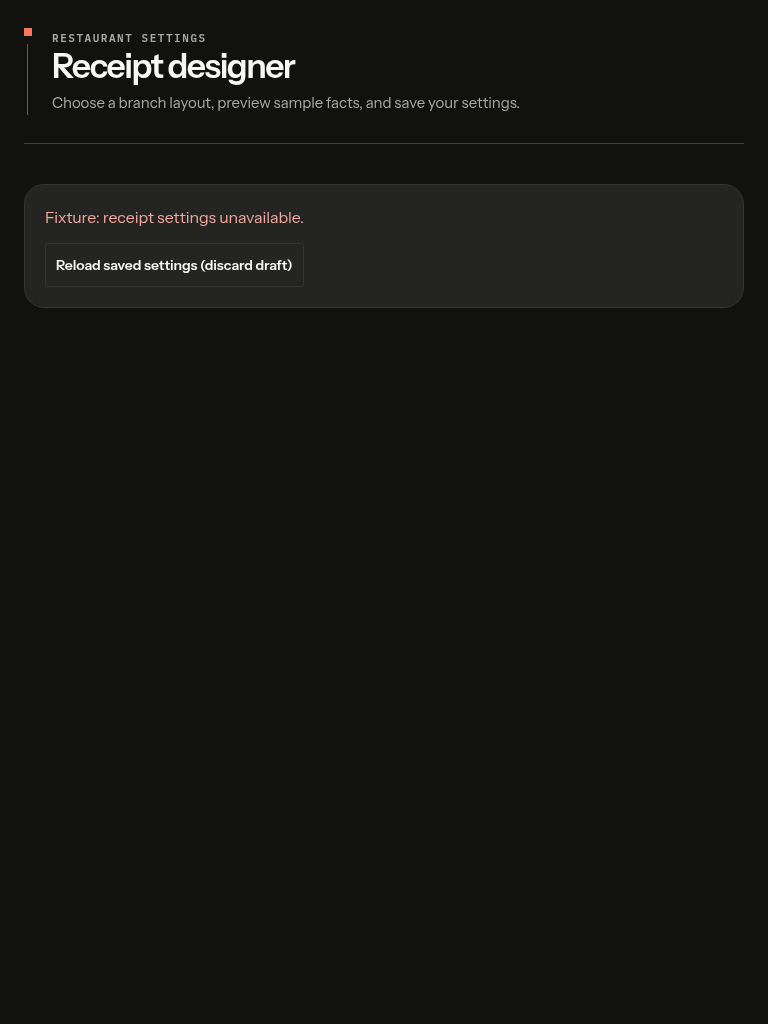 RESTAURANT SETTINGS
Receipt designer
Choose a branch layout, preview sample facts, and save your settings.
Fixture: receipt settings unavailable.
Reload saved settings (discard draft)